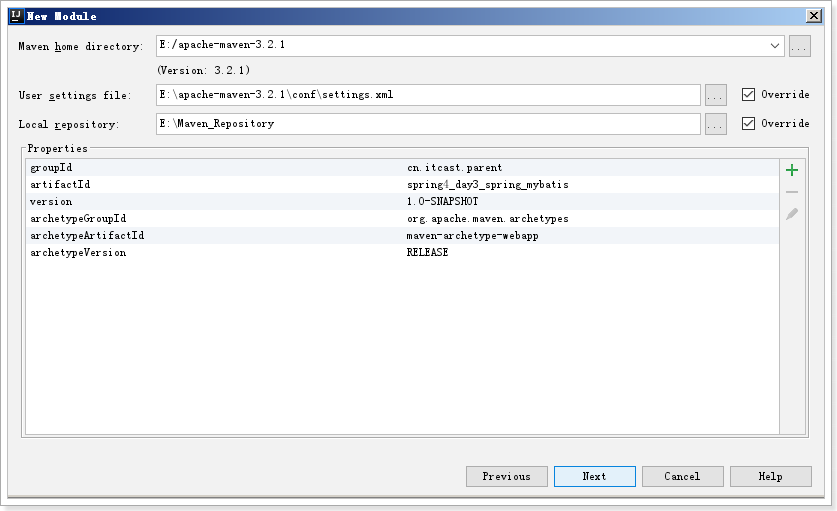 IJ New Module
Maven home directory: E:/apache-maven-3.2.1 ...
(Version: 3.2.1)
User settings file: E:\apache-maven-3.2.1\conf\settings.xml ... Override
Local repository: E:\Maven_Repository ... Override
Properties
groupId cn.itcast.parent
artifactId spring4_day3_spring_mybatis
version 1.0-SNAPSHOT
archetypeGroupId org.apache.maven.archetypes
archetypeArtifactId maven-archetype-webapp
archetypeVersion RELEASE
Previous Next Cancel Help